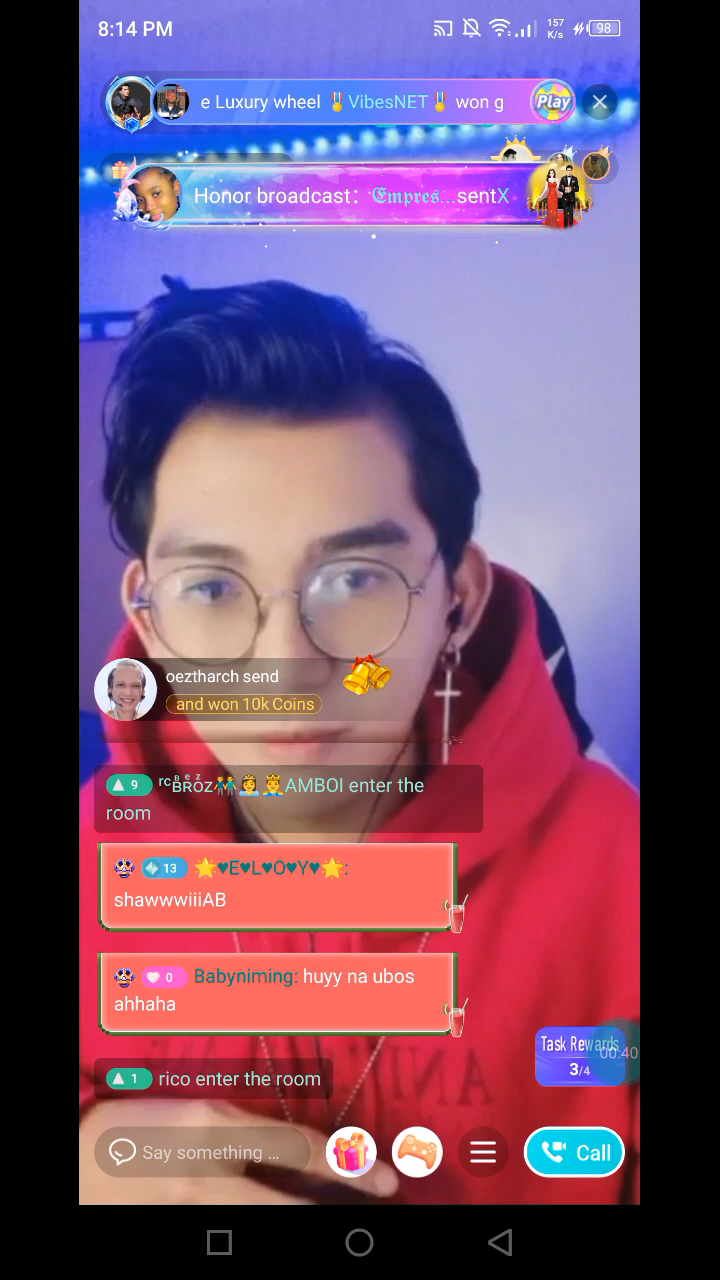 8:14 PM
157
K/s
98
e Luxury wheel 🏅VibesNET🏅 won g
Play
Honor broadcast: 𝕰𝖒𝖕𝖗𝖊𝖘...sentX
oeztharch send
and won 10k Coins
9 ʳᶜBᴿᴱÖᶻ👬👸🤴AMBOI enter the
room
13 🌟♥E♥L♥O♥Y♥🌟:
shawwwiiiAB
0 Babyniming: huyy na ubos
ahhaha
Task Rewards
00:40
3/4
1 rico enter the room
Say something ...
Call